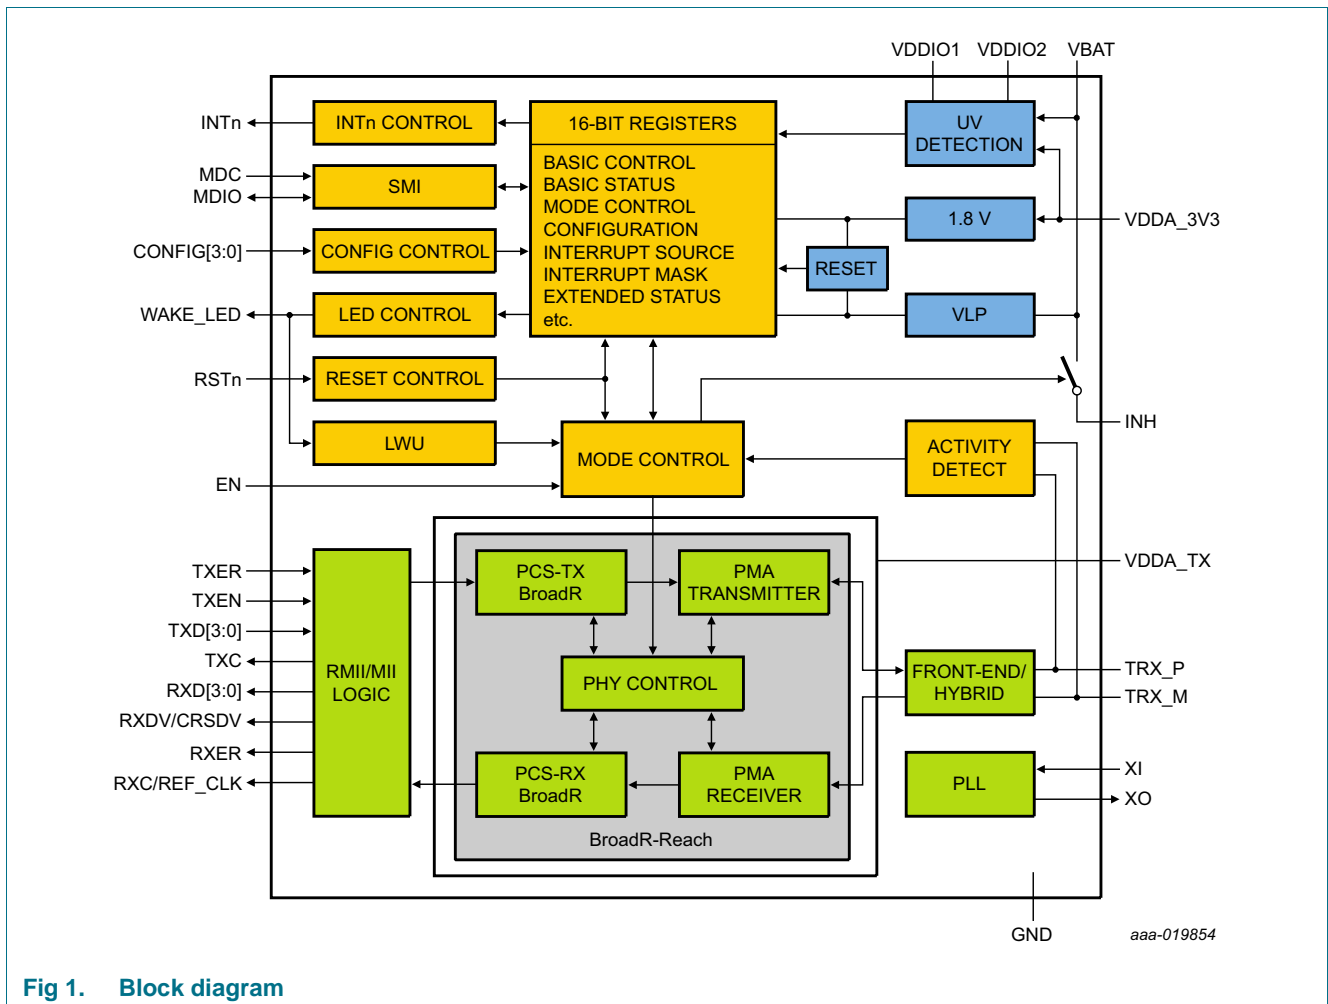 VDDIO1 VDDIO2 VBAT
INTn
INTn CONTROL
16-BIT REGISTERS
UV
DETECTION
MDC
MDIO
SMI
BASIC CONTROL
BASIC STATUS
MODE CONTROL
CONFIGURATION
INTERRUPT SOURCE
INTERRUPT MASK
EXTENDED STATUS
etc.
1.8 V
VDDA_3V3
CONFIG[3:0]
CONFIG CONTROL
RESET
WAKE_LED
LED CONTROL
VLP
RSTn
RESET CONTROL
INH
LWU
MODE CONTROL
ACTIVITY
DETECT
EN
VDDA_TX
TXER
TXEN
TXD[3:0]
TXC
RXD[3:0]
RXDV/CRSDV
RXER
RXC/REF_CLK
RMII/MII
LOGIC
PCS-TX
BroadR
PMA
TRANSMITTER
PHY CONTROL
FRONT-END/
HYBRID
TRX_P
TRX_M
PCS-RX
BroadR
PMA
RECEIVER
BroadR-Reach
PLL
XI
XO
GND
aaa-019854
Fig 1. Block diagram